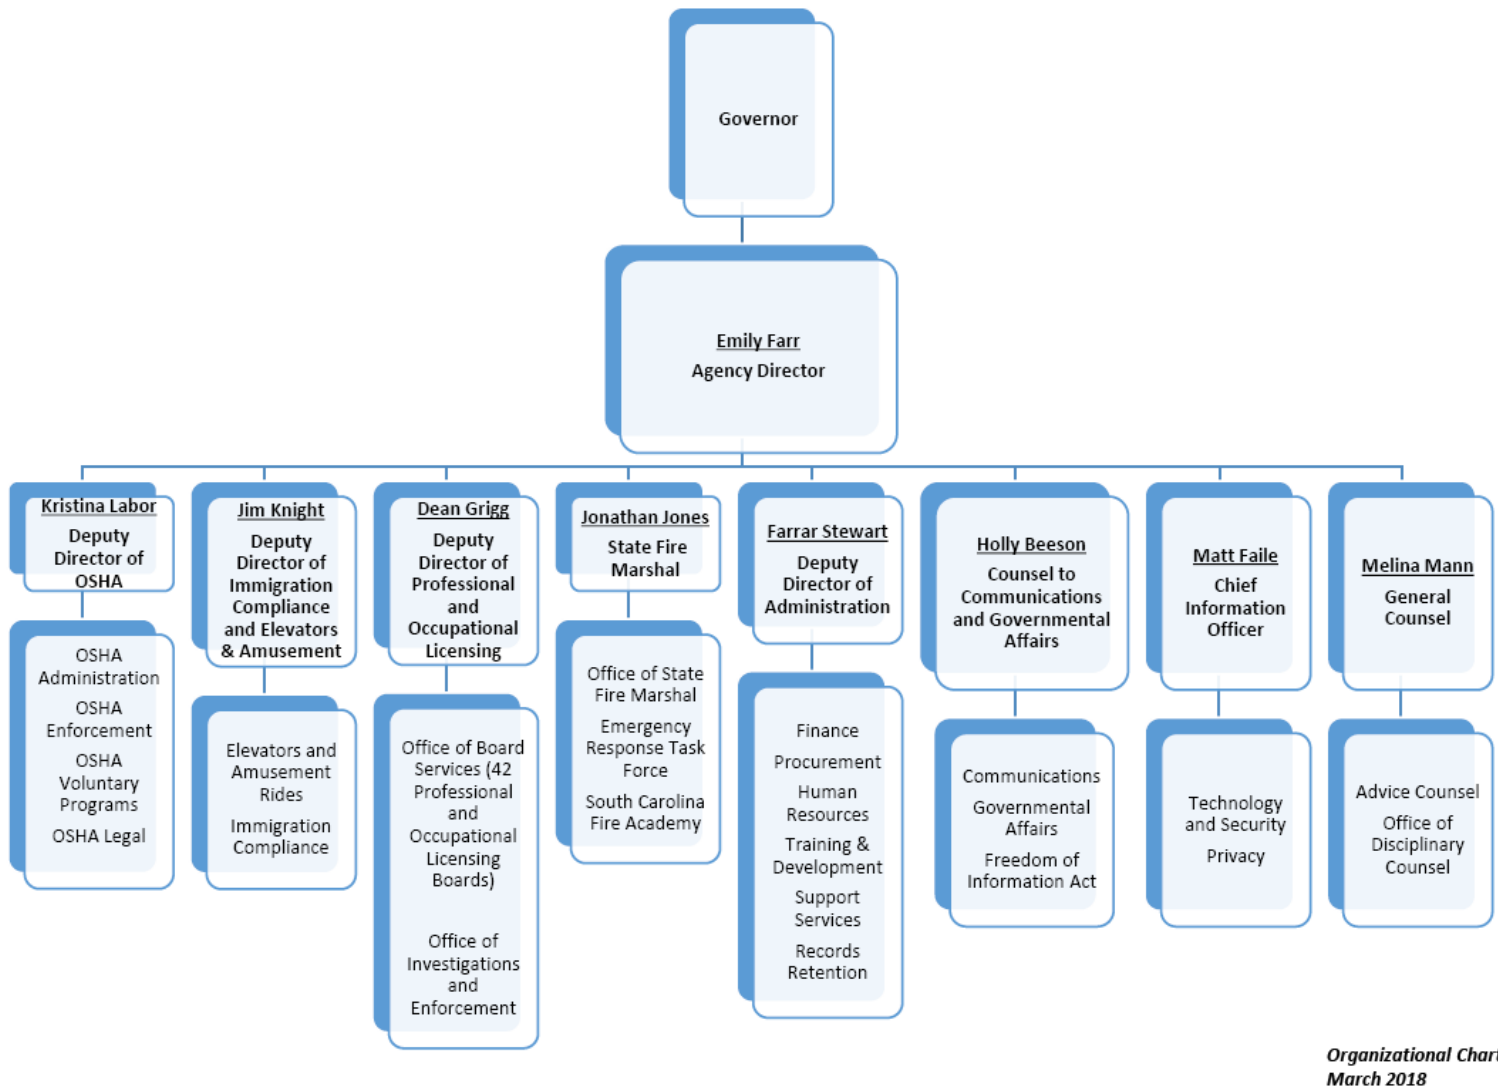 Governor
Emily Farr
Agency Director
Kristina Labor
Deputy
Director of
OSHA
Jim Knight
Deputy
Director of
Immigration
Compliance
and Elevators
& Amusement
Dean Grigg
Deputy
Director of
Professional
and
Occupational
Licensing
Jonathan Jones
State Fire
Marshal
Farrar Stewart
Deputy
Director of
Administration
Holly Beeson
Counsel to
Communications
and Governmental
Affairs
Matt Faile
Chief
Information
Officer
Melina Mann
General
Counsel
OSHA
Administration
OSHA
Enforcement
OSHA
Voluntary
Programs
OSHA Legal
Elevators and
Amusement
Rides
Immigration
Compliance
Office of Board
Services (42
Professional
and
Occupational
Licensing
Boards)
Office of
Investigations
and
Enforcement
Office of State
Fire Marshal
Emergency
Response Task
Force
South Carolina
Fire Academy
Finance
Procurement
Human
Resources
Training &
Development
Support
Services
Records
Retention
Communications
Governmental
Affairs
Freedom of
Information Act
Technology
and Security
Privacy
Advice Counsel
Office of
Disciplinary
Counsel
Organizational Chart
March 2018